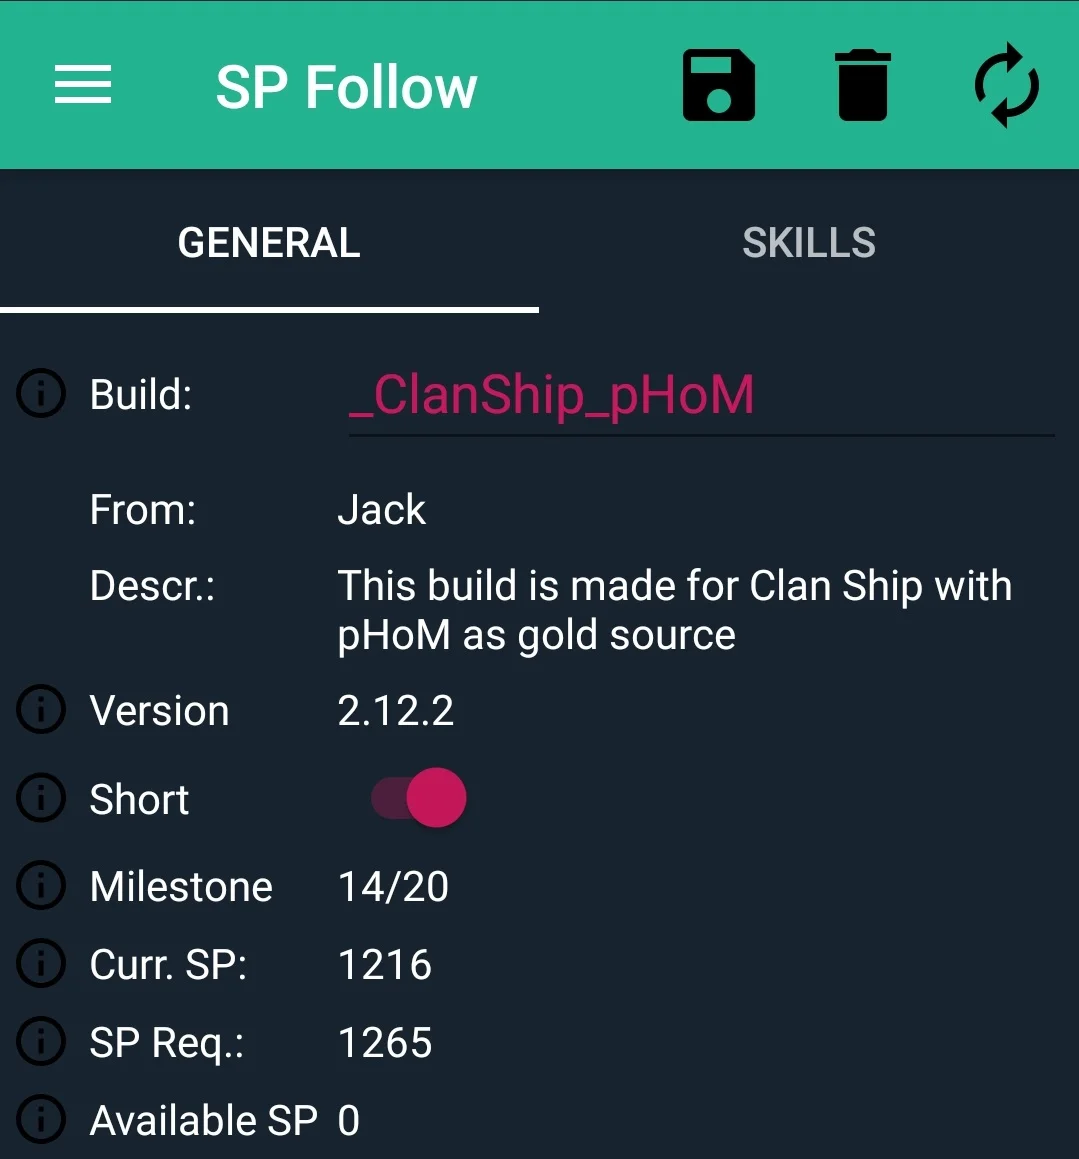 SP Follow
GENERAL SKILLS
Build: _ClanShip_pHoM
From: Jack
Descr.: This build is made for Clan Ship with
pHoM as gold source
Version 2.12.2
Short
Milestone 14/20
Curr. SP: 1216
SP Req.: 1265
Available SP 0